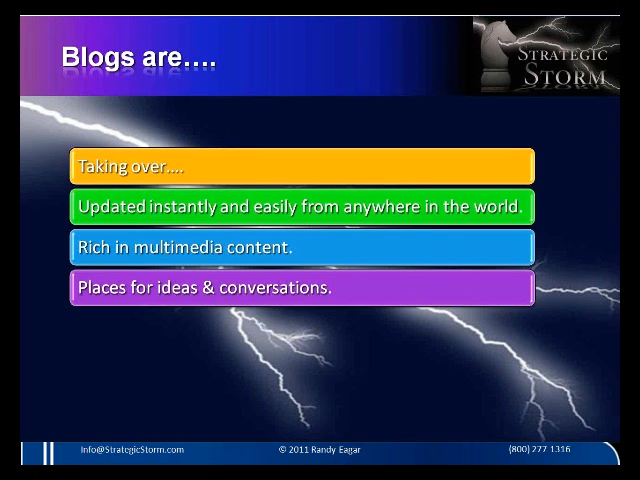 Blogs are....
STRATEGIC
STORM
Taking over....
Updated instantly and easily from anywhere in the world.
Rich in multimedia content.
Places for ideas & conversations.
Info@StrategicStorm.com
© 2011 Randy Eagar
(800) 277 1316